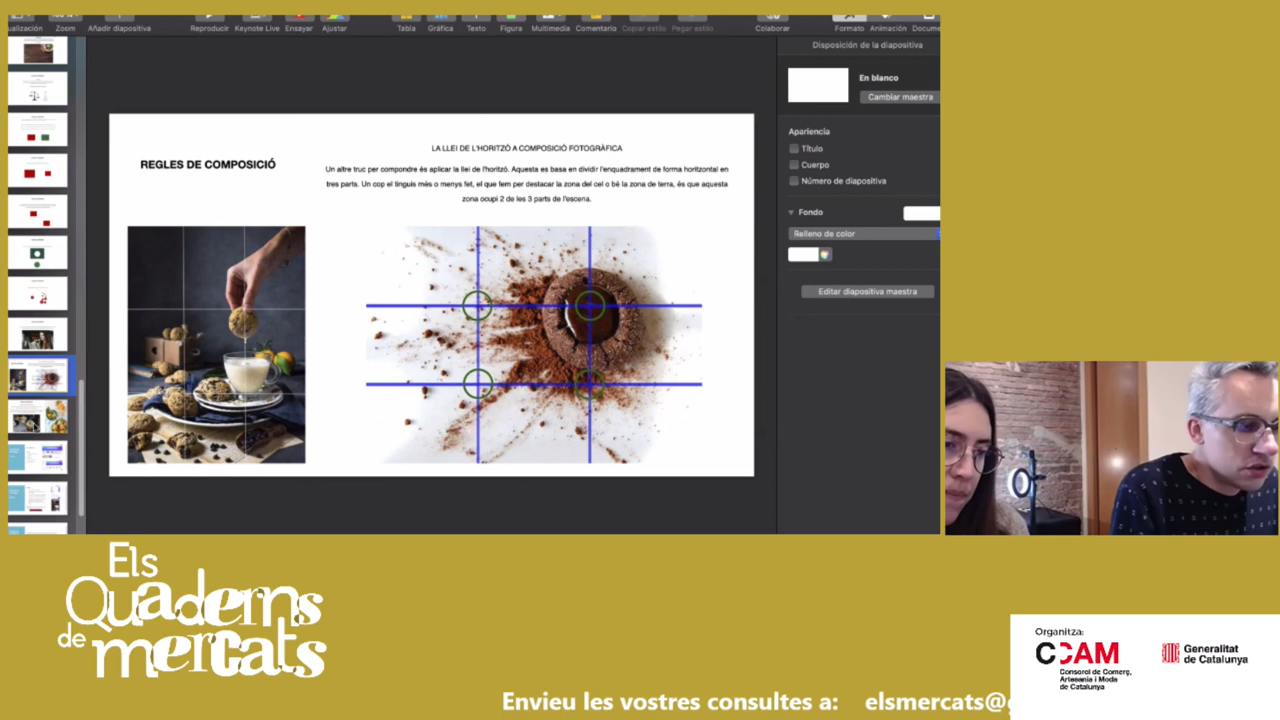 Zoom
Añadir diapositiva
Reproducir
Keynote Live
Ensayar
Ajustar
Tabla
Gráfica
Texto
Figura
Multimedia
Comentario
Copiar estilo
Pegar estilo
Colaborar
Formato
Animación
Docume
Disposición de la diapositiva
En blanco
Cambiar maestra
Apariencia
Título
Cuerpo
Número de diapositiva
Fondo
Relleno de color
Editar diapositiva maestra
REGLES DE COMPOSICIÓ
LA LLEI DE L'HORITZÓ A COMPOSICIÓ FOTOGRÀFICA
Un altre truc per compondre és aplicar la llei de l'horitzó. Aquesta es basa en dividir l'enquadrament de forma horitzontal en
tres parts. Un cop el tinguis més o menys fet, el que fem per destacar la zona del cel o bé la zona de terra, és que aquesta
zona ocupi 2 de les 3 parts de l'escena.
Els
Quaderns
de mercats
Organitza:
CCAM
Consorci de Comerç,
Artesania i Moda
de Catalunya
Generalitat
de Catalunya
Envieu les vostres consultes a: elsmercats@